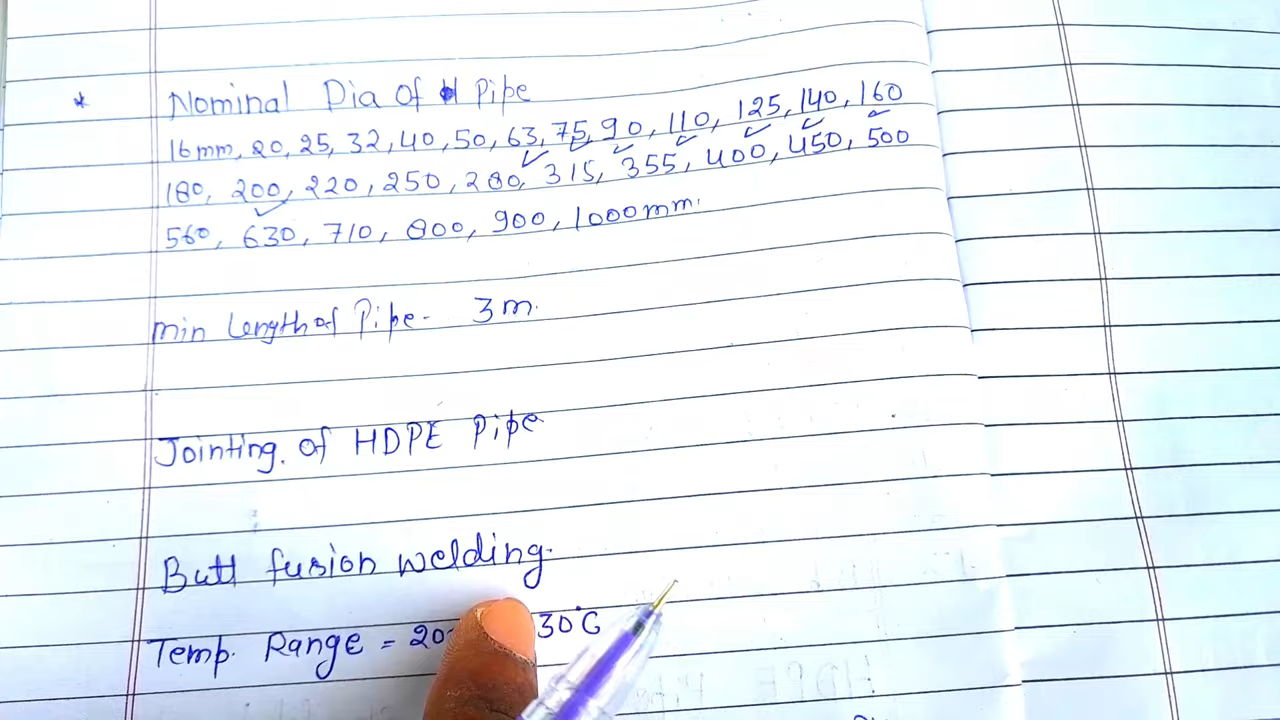 * Nominal Dia Of Pipe
16mm, 20, 25, 32, 40, 50, 63, 75, 90, 110, 125, 140, 160
180, 200, 220, 250, 280, 315, 355, 400, 450, 500
560, 630, 710, 800, 900, 1000mm.
min Length of Pipe - 3m.
Jointing. of HDPE Pipe
Butt fusion welding.
Temp. Range = 20 30°C